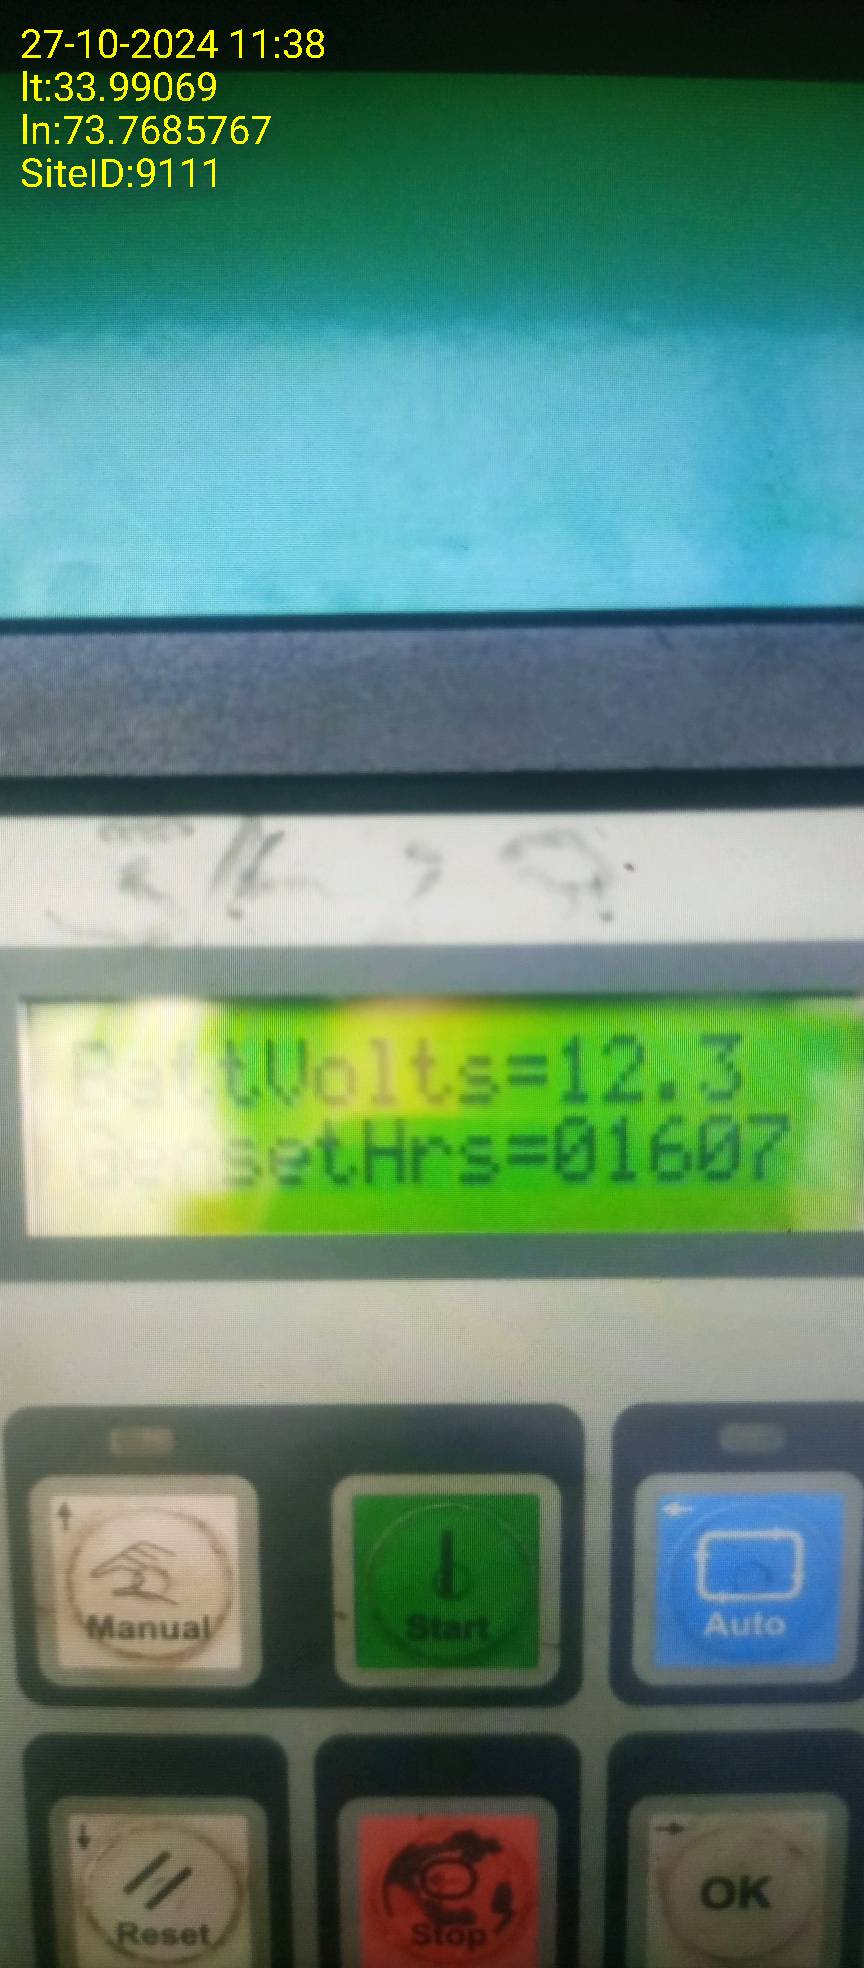 27-10-2024 11:38
lt:33.99069
ln:73.7685767
SiteID:9111
BattVolts=12.3
GensetHrs=01607
Manual
Start
Auto
Reset
Stop
OK